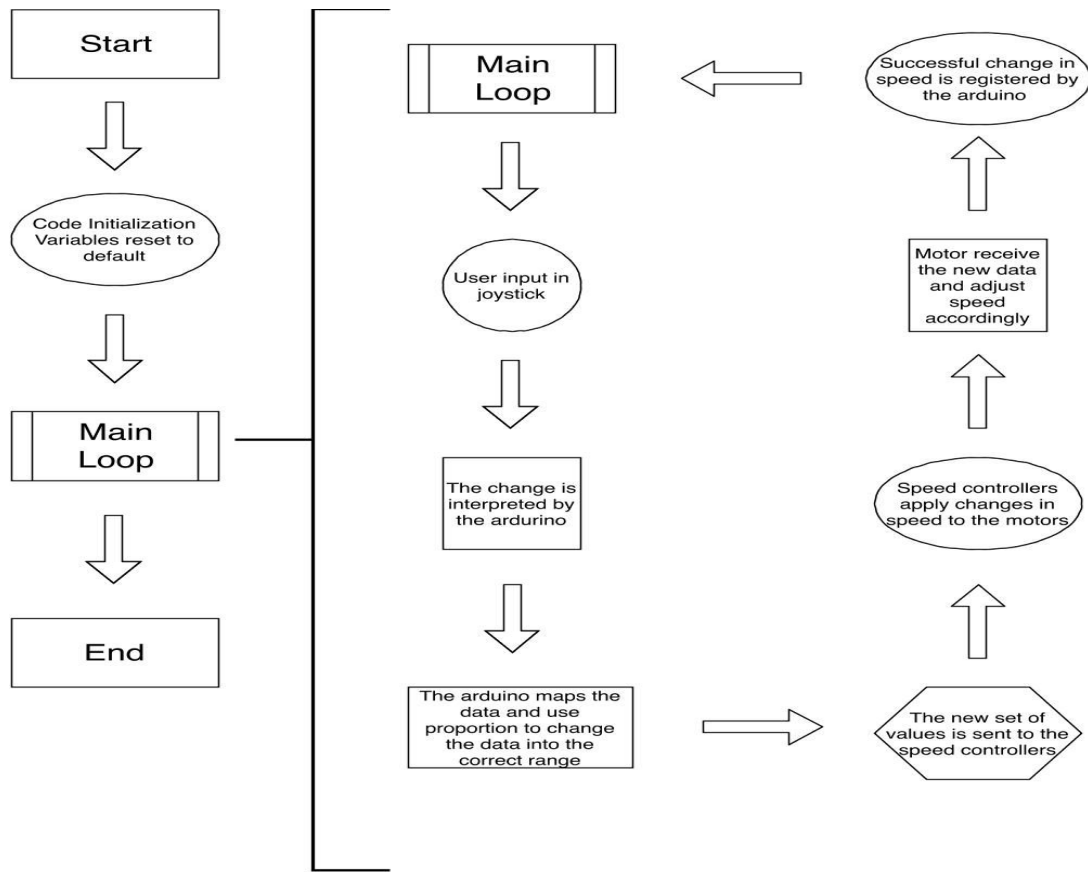 Start
Code Initialization
Variables reset to
default
Main
Loop
End
Main
Loop
User input in
joystick
The change is
interpreted by
the ardurino
The arduino maps the
data and use
proportion to change
the data into the
correct range
The new set of
values is sent to the
speed controllers
Speed controllers
apply changes in
speed to the motors
Motor receive
the new data
and adjust
speed
accordingly
Successful change in
speed is registered by
the arduino